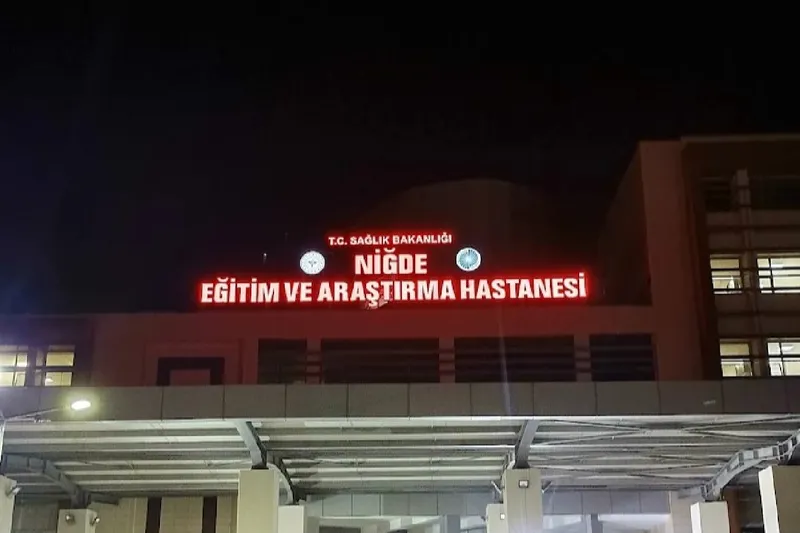 T.C. SAĞLIK BAKANLIĞI
NİĞDE
EĞİTİM VE ARAŞTIRMA HASTANESİ